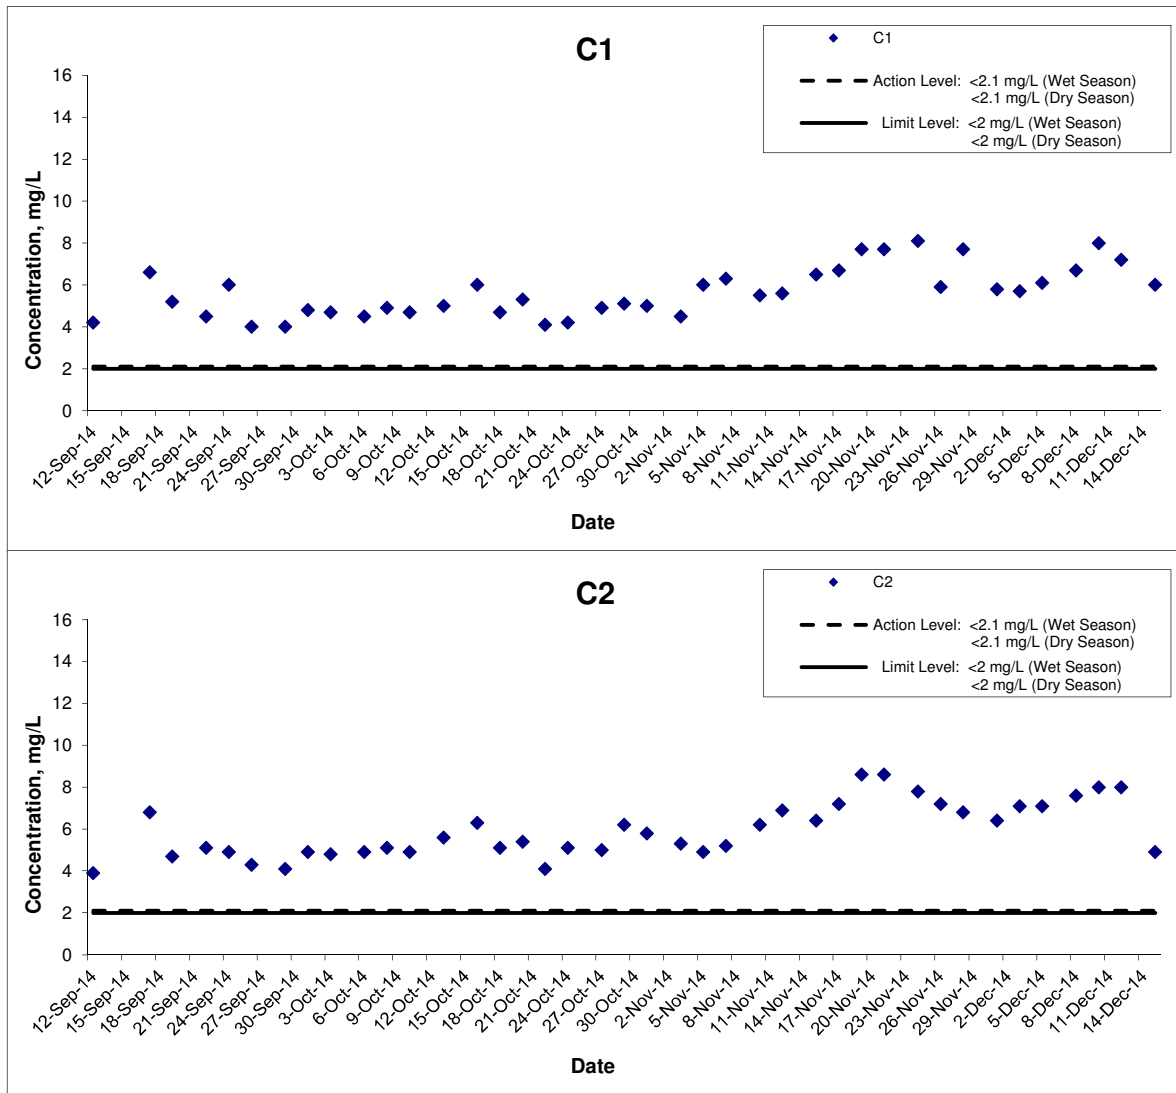 C1
C1
Action Level: <2.1 mg/L (Wet Season)
<2.1 mg/L (Dry Season)
Limit Level: <2 mg/L (Wet Season)
<2 mg/L (Dry Season)
Concentration, mg/L
16
14
12
10
8
6
4
2
0
12-Sep-14
15-Sep-14
18-Sep-14
21-Sep-14
24-Sep-14
27-Sep-14
30-Sep-14
3-Oct-14
6-Oct-14
9-Oct-14
12-Oct-14
15-Oct-14
18-Oct-14
21-Oct-14
24-Oct-14
27-Oct-14
30-Oct-14
2-Nov-14
5-Nov-14
8-Nov-14
11-Nov-14
14-Nov-14
17-Nov-14
20-Nov-14
23-Nov-14
26-Nov-14
29-Nov-14
2-Dec-14
5-Dec-14
8-Dec-14
11-Dec-14
14-Dec-14
Date
C2
C2
Action Level: <2.1 mg/L (Wet Season)
<2.1 mg/L (Dry Season)
Limit Level: <2 mg/L (Wet Season)
<2 mg/L (Dry Season)
Concentration, mg/L
16
14
12
10
8
6
4
2
0
12-Sep-14
15-Sep-14
18-Sep-14
21-Sep-14
24-Sep-14
27-Sep-14
30-Sep-14
3-Oct-14
6-Oct-14
9-Oct-14
12-Oct-14
15-Oct-14
18-Oct-14
21-Oct-14
24-Oct-14
27-Oct-14
30-Oct-14
2-Nov-14
5-Nov-14
8-Nov-14
11-Nov-14
14-Nov-14
17-Nov-14
20-Nov-14
23-Nov-14
26-Nov-14
29-Nov-14
2-Dec-14
5-Dec-14
8-Dec-14
11-Dec-14
14-Dec-14
Date